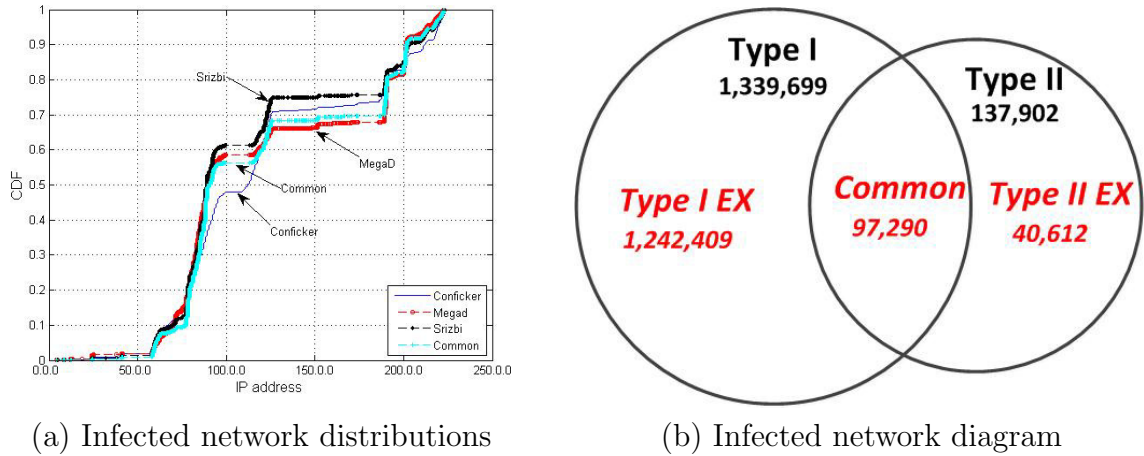 1
0.9
0.8
0.7
0.6
0.5
0.4
0.3
0.2
0.1
0
CDF
0.0.0
50.0.0
100.0.0
150.0.0
200.0.0
250.0.0
IP address
Srizbi
MegaD
Common
Conficker
Conficker
Megad
Srizbi
Common
(a) Infected network distributions
Type I
1,339,699
Type II
137,902
Type I EX
1,242,409
Common
97,290
Type II EX
40,612
(b) Infected network diagram